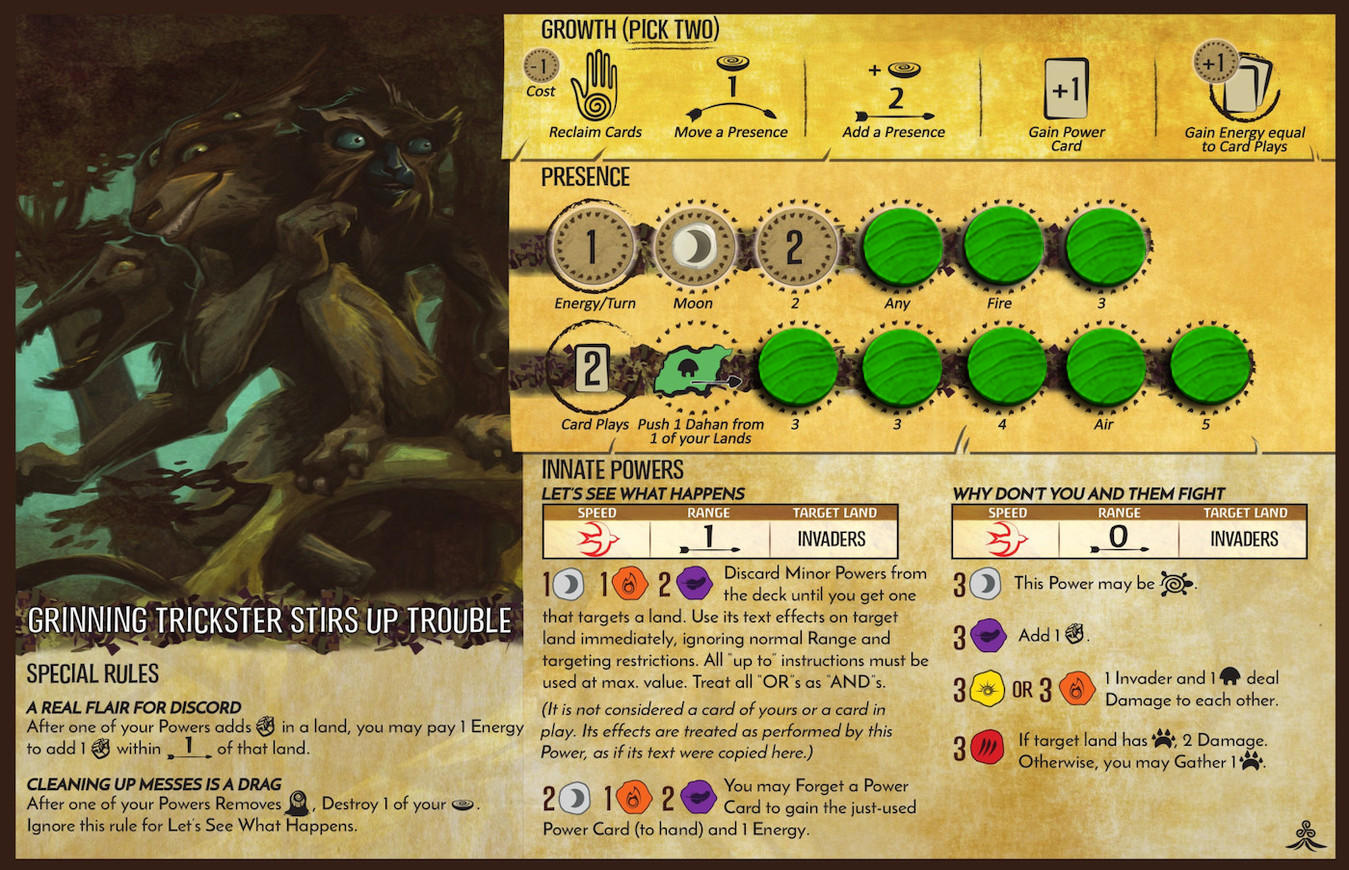 GROWTH (PICK TWO)
-1
Cost
Reclaim Cards
1
Move a Presence
+
2
Add a Presence
+1
Gain Power
Card
+1
Gain Energy equal
to Card Plays
PRESENCE
1
2
Energy/Turn
Moon
2
Any
Fire
3
2
Card Plays
Push 1 Dahan from
1 of your Lands
3
3
4
Air
5
GRINNING TRICKSTER STIRS UP TROUBLE
SPECIAL RULES
A REAL FLAIR FOR DISCORD
After one of your Powers adds in a land, you may pay 1 Energy
to add 1 within 1 of that land.
CLEANING UP MESSES IS A DRAG
After one of your Powers Removes , Destroy 1 of your .
Ignore this rule for Let's See What Happens.
INNATE POWERS
LET'S SEE WHAT HAPPENS
SPEED RANGE TARGET LAND
1 INVADERS
1 1 2 Discard Minor Powers from
the deck until you get one
that targets a land. Use its text effects on target
land immediately, ignoring normal Range and
targeting restrictions. All "up to" instructions must be
used at max. value. Treat all "OR"s as "AND"s.
(It is not considered a card of yours or a card in
play. Its effects are treated as performed by this
Power, as if its text were copied here.)
2 1 2 You may Forget a Power
Card to gain the just-used
Power Card (to hand) and 1 Energy.
WHY DON'T YOU AND THEM FIGHT
SPEED RANGE TARGET LAND
0 INVADERS
3 This Power may be .
3 Add 1 .
3 OR 3 1 Invader and 1 deal
Damage to each other.
3 If target land has , 2 Damage.
Otherwise, you may Gather 1 .